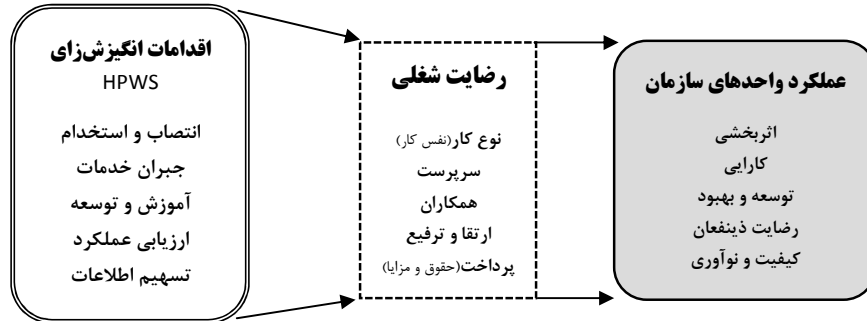 اقدامات انگیزش‌زای
HPWS
انتصاب و استخدام
جبران خدمات
آموزش و توسعه
ارزیابی عملکرد
تسهیم اطلاعات
رضایت شغلی
نوع کار(نفس کار)
سرپرست
همکاران
ارتقا و ترفیع
پرداخت(حقوق و مزایا)
عملکرد واحدهای سازمان
اثربخشی
کارایی
توسعه و بهبود
رضایت ذینفعان
کیفیت و نوآوری